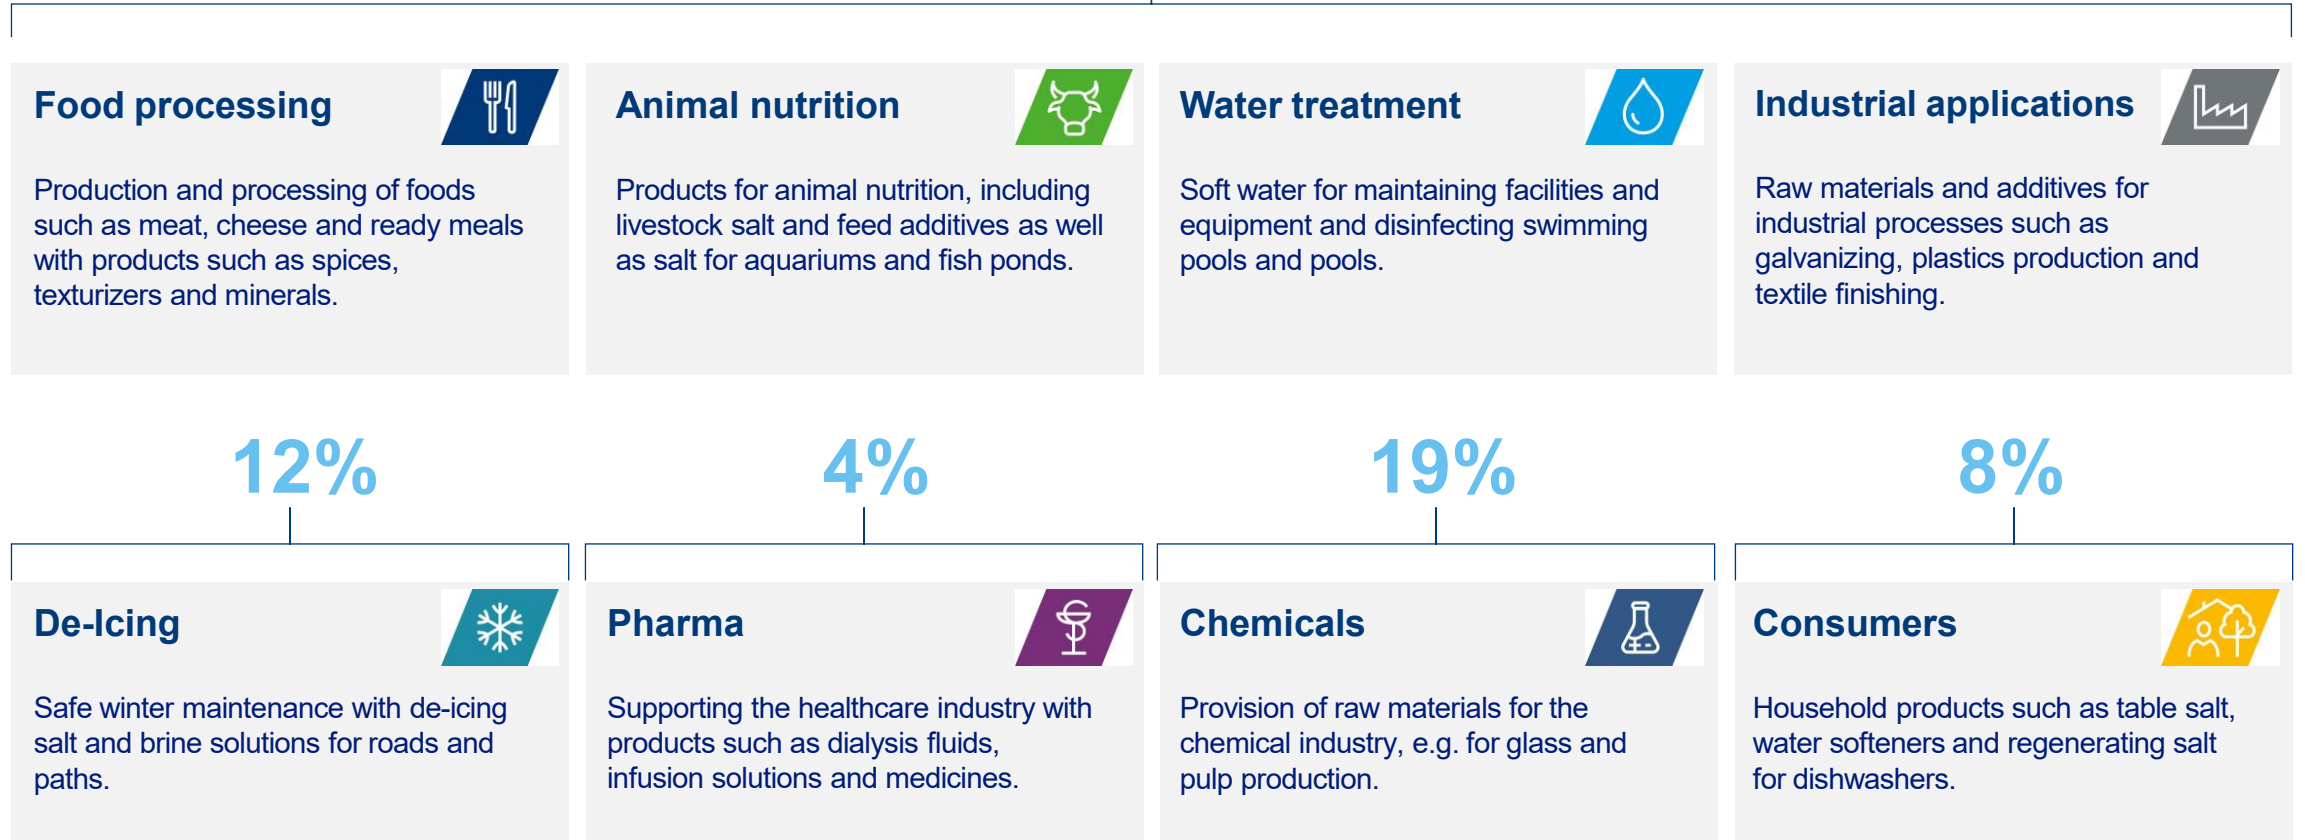 Food processing
Production and processing of foods
such as meat, cheese and ready meals
with products such as spices,
texturizers and minerals.
Animal nutrition
Products for animal nutrition, including
livestock salt and feed additives as well
as salt for aquariums and fish ponds.
Water treatment
Soft water for maintaining facilities and
equipment and disinfecting swimming
pools and pools.
Industrial applications
Raw materials and additives for
industrial processes such as
galvanizing, plastics production and
textile finishing.
12%
4%
19%
8%
De-Icing
Safe winter maintenance with de-icing
salt and brine solutions for roads and
paths.
Pharma
Supporting the healthcare industry with
products such as dialysis fluids,
infusion solutions and medicines.
Chemicals
Provision of raw materials for the
chemical industry, e.g. for glass and
pulp production.
Consumers
Household products such as table salt,
water softeners and regenerating salt
for dishwashers.